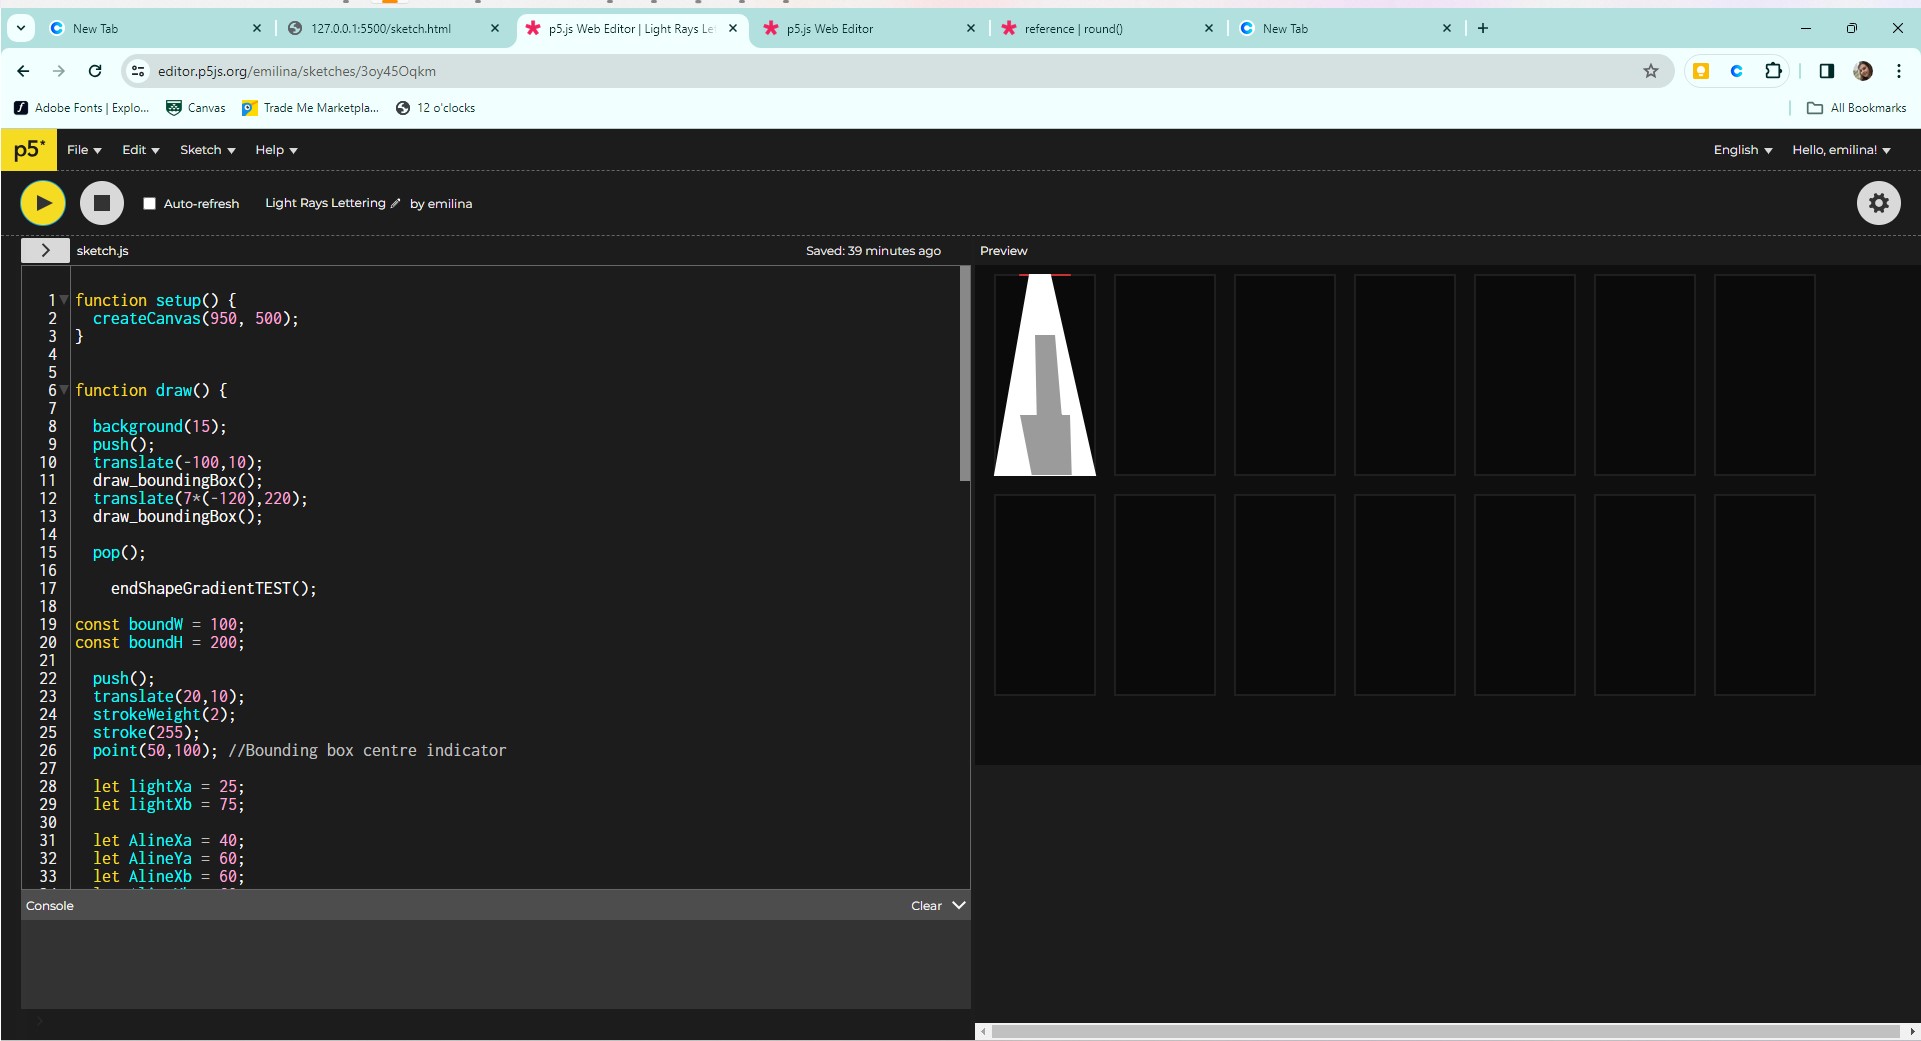 New Tab
127.0.0.1:5500/sketch.html
p5.js Web Editor | Light Rays Le
p5.js Web Editor
reference | round()
New Tab
editor.p5js.org/emilina/sketches/3oy45Oqkm
Adobe Fonts | Explo...
Canvas
Trade Me Marketpla...
12 o'clocks
All Bookmarks
p5*
File
Edit
Sketch
Help
English
Hello, emilina!
Auto-refresh
Light Rays Lettering
by emilina
> sketch.js
Saved: 39 minutes ago
Preview
1 function setup() {
2 createCanvas(950, 500);
3 }
4
5
6 function draw() {
7
8 background(15);
9 push();
10 translate(-100,10);
11 draw_boundingBox();
12 translate(7*(-120),220);
13 draw_boundingBox();
14
15 pop();
16
17 endShapeGradientTEST();
18
19 const boundW = 100;
20 const boundH = 200;
21
22 push();
23 translate(20,10);
24 strokeWeight(2);
25 stroke(255);
26 point(50,100); //Bounding box centre indicator
27
28 let lightXa = 25;
29 let lightXb = 75;
30
31 let AlineXa = 40;
32 let AlineYa = 60;
33 let AlineXb = 60;
Console
Clear